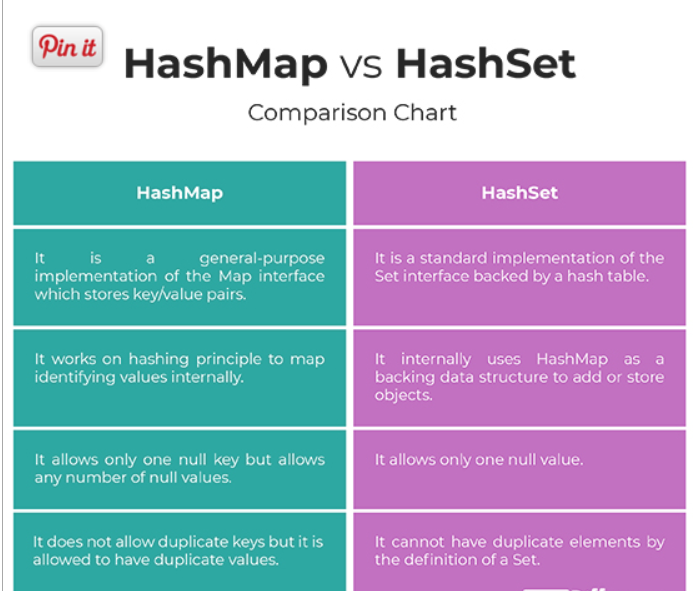 Pin it
HashMap vs HashSet
Comparison Chart
HashMap
HashSet
It is a general-purpose
implementation of the Map interface
which stores key/value pairs.
It is a standard implementation of the
Set interface backed by a hash table.
It works on hashing principle to map
identifying values internally.
It internally uses HashMap as a
backing data structure to add or store
objects.
It allows only one null key but allows
any number of null values.
It allows only one null value.
It does not allow duplicate keys but it is
allowed to have duplicate values.
It cannot have duplicate elements by
the definition of a Set.